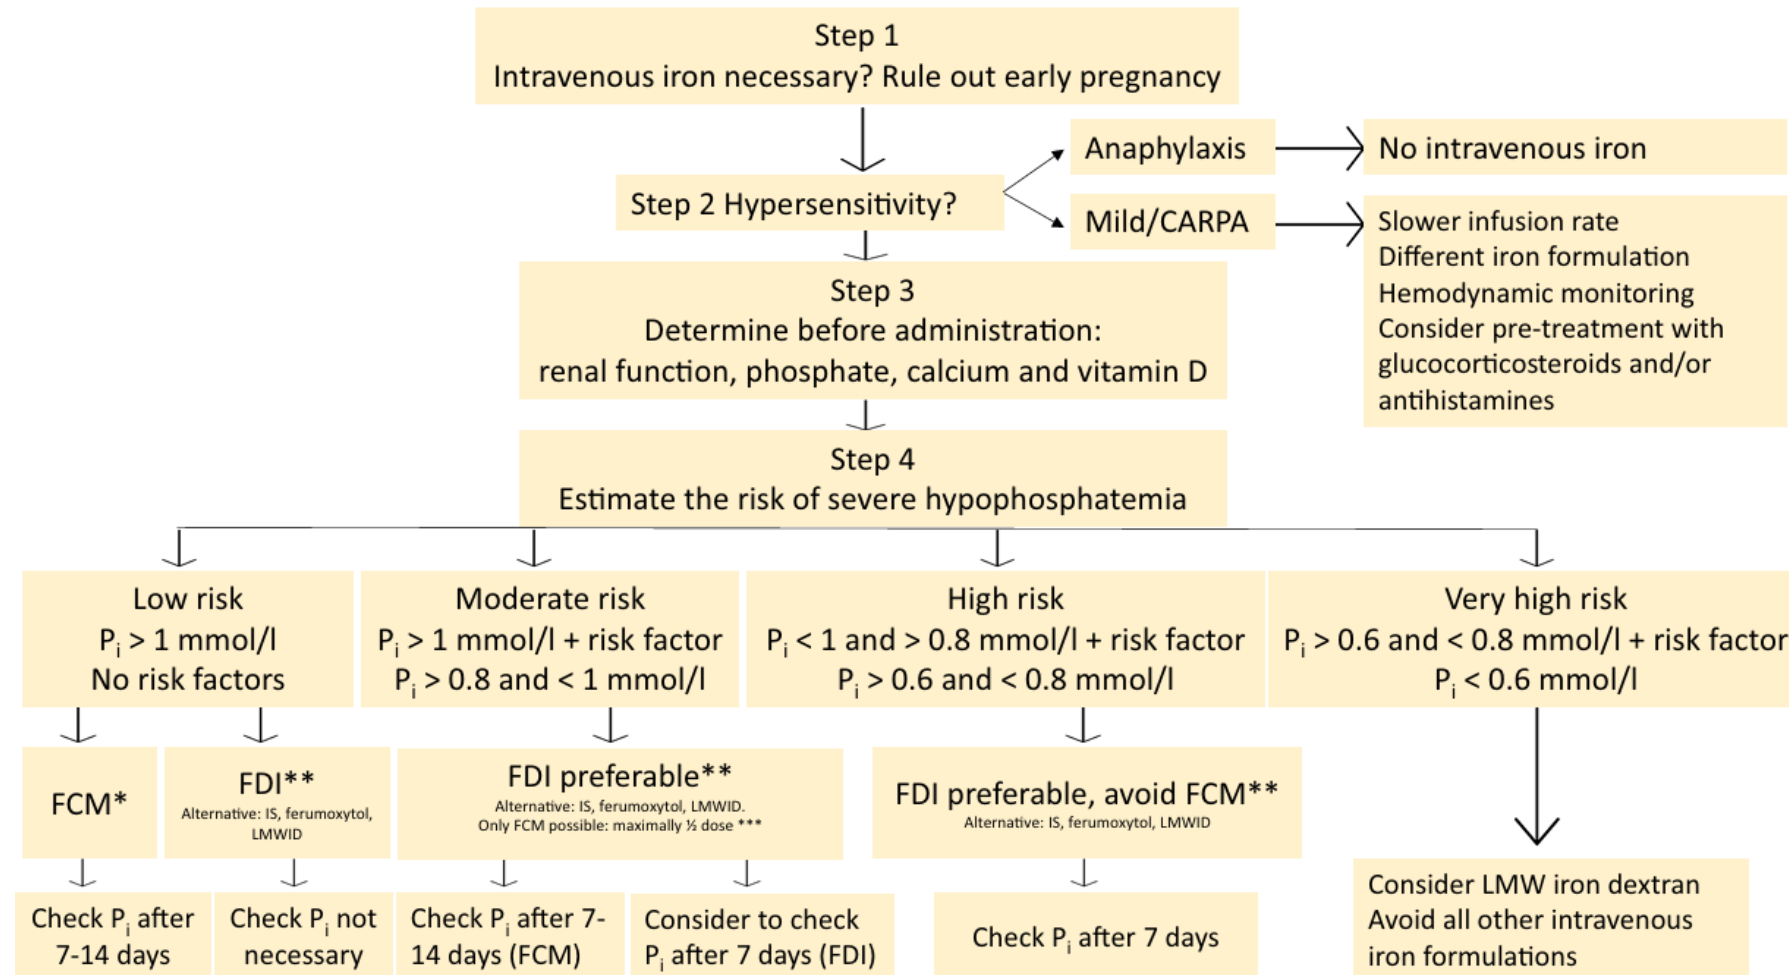 Step 1
Intravenous iron necessary? Rule out early pregnancy
Step 2 Hypersensitivity?
Anaphylaxis
No intravenous iron
Mild/CARPA
Slower infusion rate
Different iron formulation
Hemodynamic monitoring
Consider pre-treatment with
glucocorticosteroids and/or
antihistamines
Step 3
Determine before administration:
renal function, phosphate, calcium and vitamin D
Step 4
Estimate the risk of severe hypophosphatemia
Low risk
Pi > 1 mmol/l
No risk factors
Moderate risk
Pi > 1 mmol/l + risk factor
Pi > 0.8 and < 1 mmol/l
High risk
Pi < 1 and > 0.8 mmol/l + risk factor
Pi > 0.6 and < 0.8 mmol/l
Very high risk
Pi > 0.6 and < 0.8 mmol/l + risk factor
Pi < 0.6 mmol/l
FCM*
FDI**
Alternative: IS, ferumoxytol,
LMWID
FDI preferable**
Alternative: IS, ferumoxytol, LMWID.
Only FCM possible: maximally ½ dose ***
FDI preferable, avoid FCM**
Alternative: IS, ferumoxytol, LMWID
Check Pi after
7-14 days
Check Pi not
necessary
Check Pi after 7-
14 days (FCM)
Consider to check
Pi after 7 days (FDI)
Check Pi after 7 days
Consider LMW iron dextran
Avoid all other intravenous
iron formulations